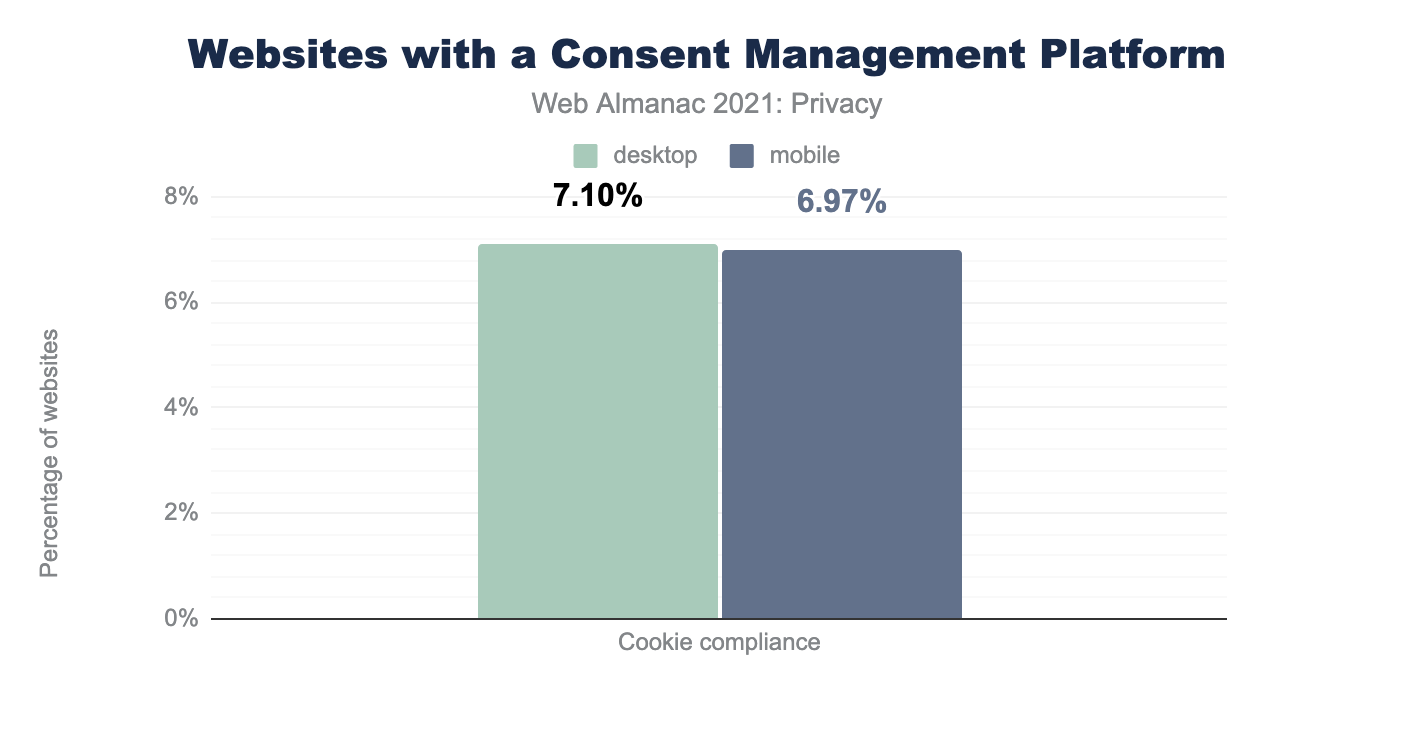 Websites with a Consent Management Platform
Web Almanac 2021: Privacy
desktop mobile
7.10% 6.97%
8%
6%
4%
2%
0%
Percentage of websites
Cookie compliance